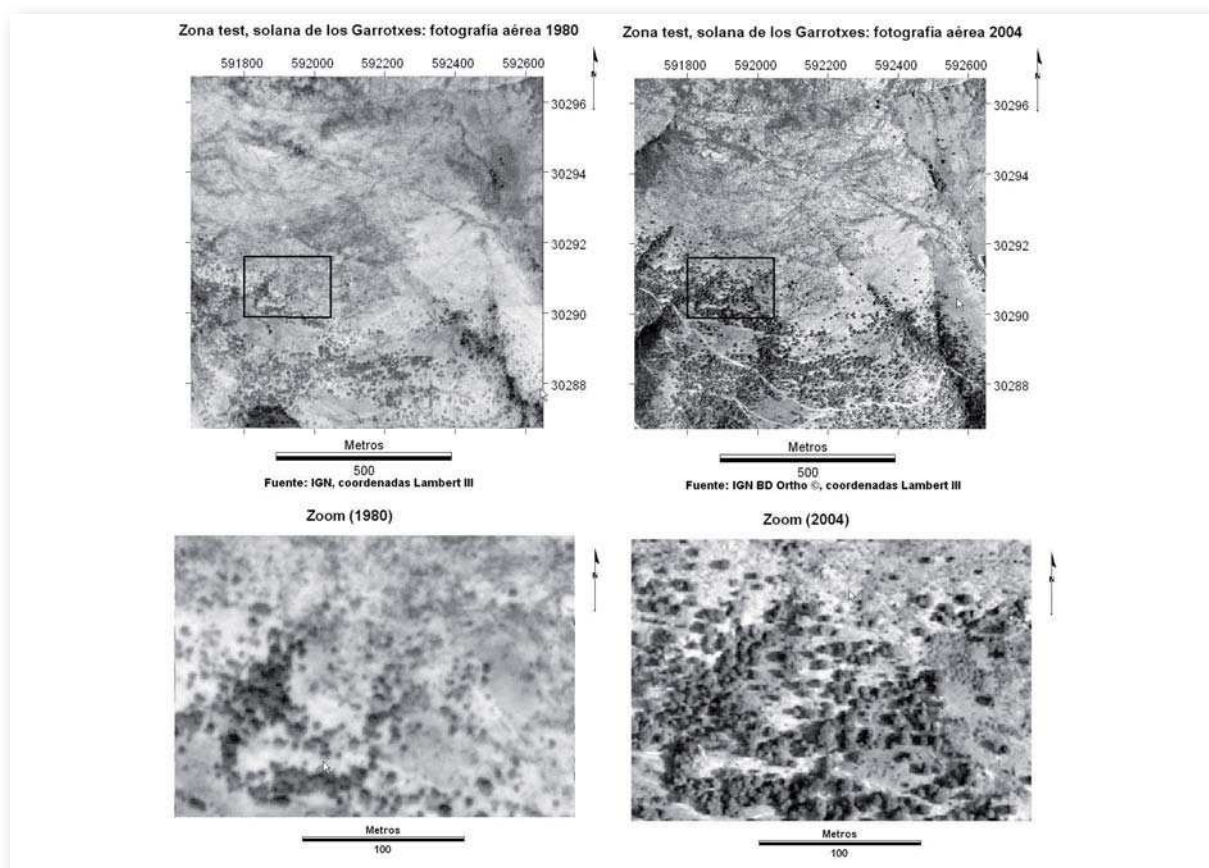 Zona test, solana de los Garrotxes: fotografía aérea 1980
591800 592000 592200 592400 592600
N
30296
30294
30292
30290
30288
Metros
500
Fuente: IGN, coordenadas Lambert III
Zona test, solana de los Garrotxes: fotografía aérea 2004
591800 592000 592200 592400 592600
N
30296
30294
30292
30290
30288
Metros
500
Fuente: IGN BD Ortho ©, coordenadas Lambert III
Zoom (1980)
N
Metros
100
Zoom (2004)
N
Metros
100